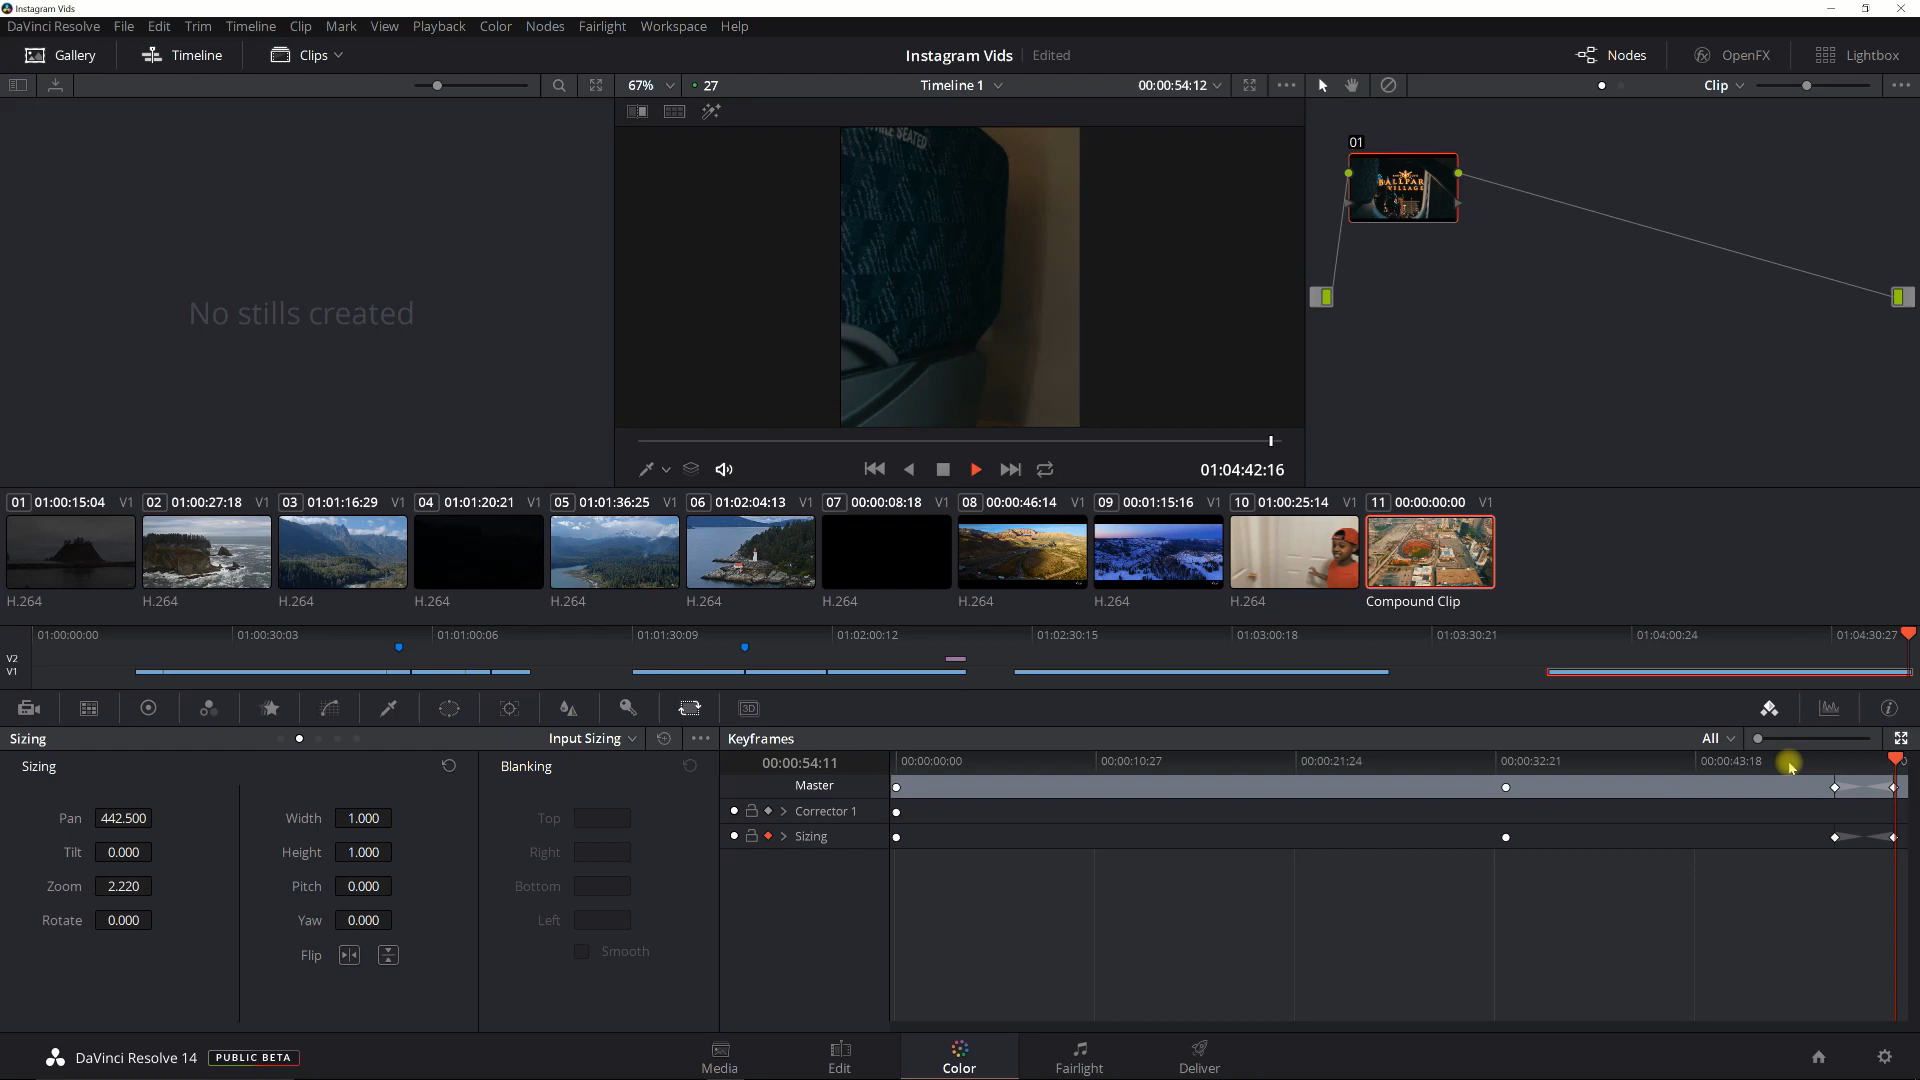 Instagram Vids
DaVinci Resolve File Edit Trim Timeline Clip Mark View Playback Color Nodes Fairlight Workspace Help
Gallery Timeline Clips Instagram Vids Edited Nodes OpenFX Lightbox
67% 27 Timeline 1 00:00:54:12 Clip
SEATED
01
BALLPAR
VILLAGE
No stills created
01:04:42:16
01 01:00:15:04 V1 02 01:00:27:18 V1 03 01:01:16:29 V1 04 01:01:20:21 V1 05 01:01:36:25 V1 06 01:02:04:13 V1 07 00:00:08:18 V1 08 00:00:46:14 V1 09 00:01:15:16 V1 10 01:00:25:14 V1 11 00:00:00:00 V1
H.264 H.264 H.264 H.264 H.264 H.264 H.264 H.264 H.264 H.264 Compound Clip
01:00:00:00 01:00:30:03 01:01:00:06 01:01:30:09 01:02:00:12 01:02:30:15 01:03:00:18 01:03:30:21 01:04:00:24 01:04:30:27
V2
V1
3D
Sizing Input Sizing Keyframes All
Sizing Blanking 00:00:54:11 00:00:00:00 00:00:10:27 00:00:21:24 00:00:32:21 00:00:43:18
Master
Pan 442.500 Width 1.000 Top Corrector 1
Tilt 0.000 Height 1.000 Right Sizing
Zoom 2.220 Pitch 0.000 Bottom
Rotate 0.000 Yaw 0.000 Left
Flip Smooth
DaVinci Resolve 14 PUBLIC BETA Media Edit Color Fairlight Deliver